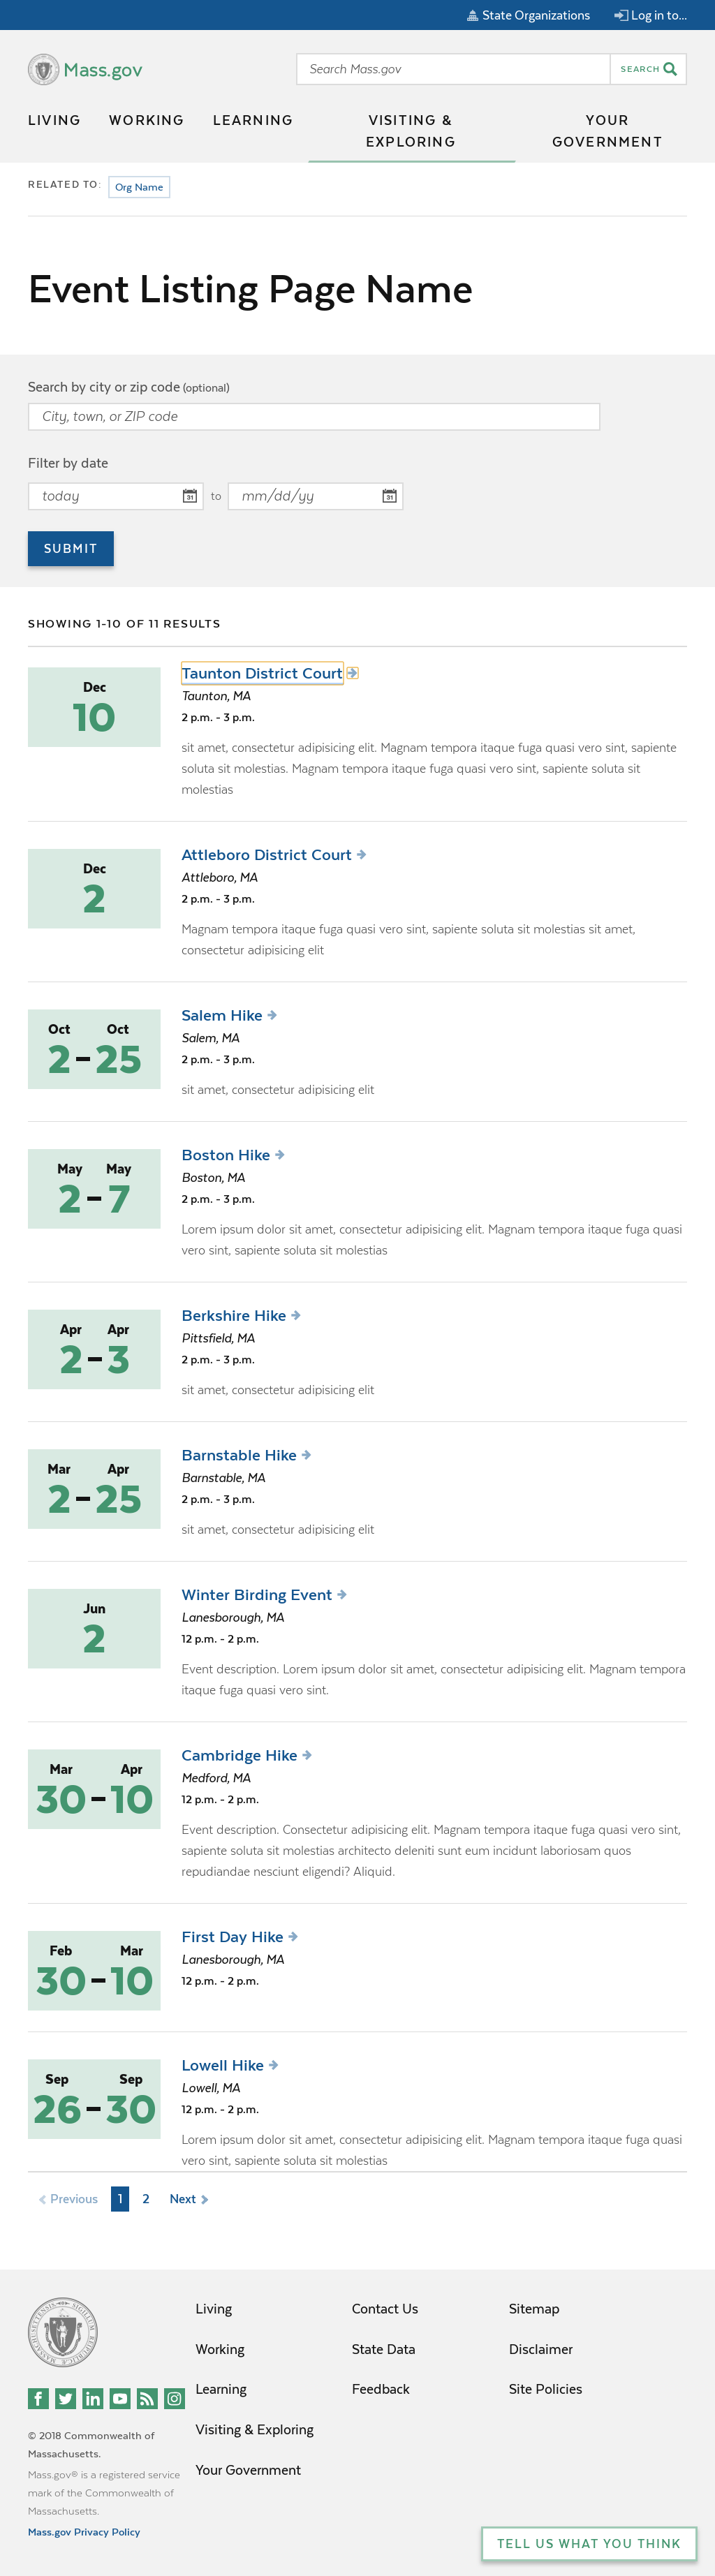 State Organizations Log in to...
Mass.gov Search Mass.gov SEARCH
LIVING WORKING LEARNING VISITING & EXPLORING YOUR GOVERNMENT
RELATED TO: Org Name
Event Listing Page Name
Search by city or zip code (optional)
City, town, or ZIP code
Filter by date
today to mm/dd/yy
SUBMIT
SHOWING 1-10 OF 11 RESULTS
Dec
10
Taunton District Court
Taunton, MA
2 p.m. - 3 p.m.
sit amet, consectetur adipisicing elit. Magnam tempora itaque fuga quasi vero sint, sapiente
soluta sit molestias. Magnam tempora itaque fuga quasi vero sint, sapiente soluta sit
molestias
Dec
2
Attleboro District Court
Attleboro, MA
2 p.m. - 3 p.m.
Magnam tempora itaque fuga quasi vero sint, sapiente soluta sit molestias sit amet,
consectetur adipisicing elit
Oct Oct
2 - 25
Salem Hike
Salem, MA
2 p.m. - 3 p.m.
sit amet, consectetur adipisicing elit
May May
2 - 7
Boston Hike
Boston, MA
2 p.m. - 3 p.m.
Lorem ipsum dolor sit amet, consectetur adipisicing elit. Magnam tempora itaque fuga quasi
vero sint, sapiente soluta sit molestias
Apr Apr
2 - 3
Berkshire Hike
Pittsfield, MA
2 p.m. - 3 p.m.
sit amet, consectetur adipisicing elit
Mar Apr
2 - 25
Barnstable Hike
Barnstable, MA
2 p.m. - 3 p.m.
sit amet, consectetur adipisicing elit
Jun
2
Winter Birding Event
Lanesborough, MA
12 p.m. - 2 p.m.
Event description. Lorem ipsum dolor sit amet, consectetur adipisicing elit. Magnam tempora
itaque fuga quasi vero sint.
Mar Apr
30 - 10
Cambridge Hike
Medford, MA
12 p.m. - 2 p.m.
Event description. Consectetur adipisicing elit. Magnam tempora itaque fuga quasi vero sint,
sapiente soluta sit molestias architecto deleniti sunt eum incidunt laboriosam quos
repudiandae nesciunt eligendi? Aliquid.
Feb Mar
30 - 10
First Day Hike
Lanesborough, MA
12 p.m. - 2 p.m.
Sep Sep
26 - 30
Lowell Hike
Lowell, MA
12 p.m. - 2 p.m.
Lorem ipsum dolor sit amet, consectetur adipisicing elit. Magnam tempora itaque fuga quasi
vero sint, sapiente soluta sit molestias
Previous 1 2 Next
Living
Working
Learning
Visiting & Exploring
Your Government
Contact Us
State Data
Feedback
Sitemap
Disclaimer
Site Policies
© 2018 Commonwealth of
Massachusetts.
Mass.gov® is a registered service
mark of the Commonwealth of
Massachusetts.
Mass.gov Privacy Policy
TELL US WHAT YOU THINK